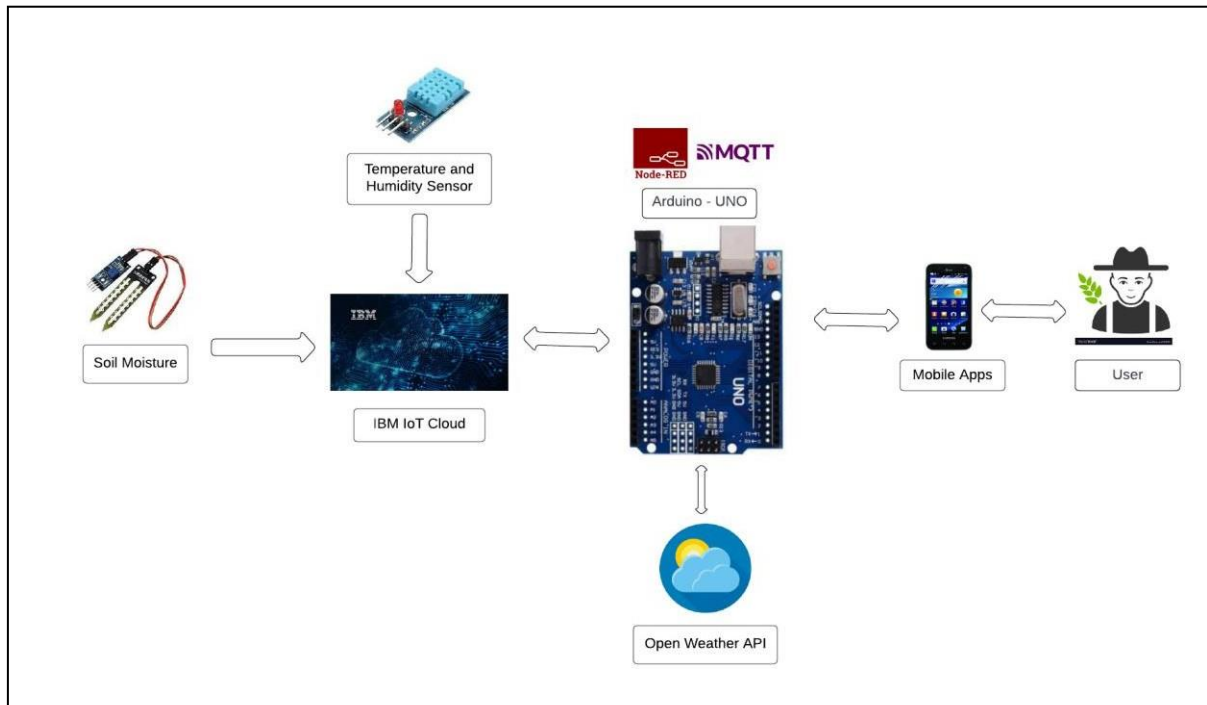 Temperature and
Humidity Sensor
Node-RED
MQTT
Arduino - UNO
IBM
Soil Moisture
IBM IoT Cloud
UNO
Mobile Apps
User
Open Weather API